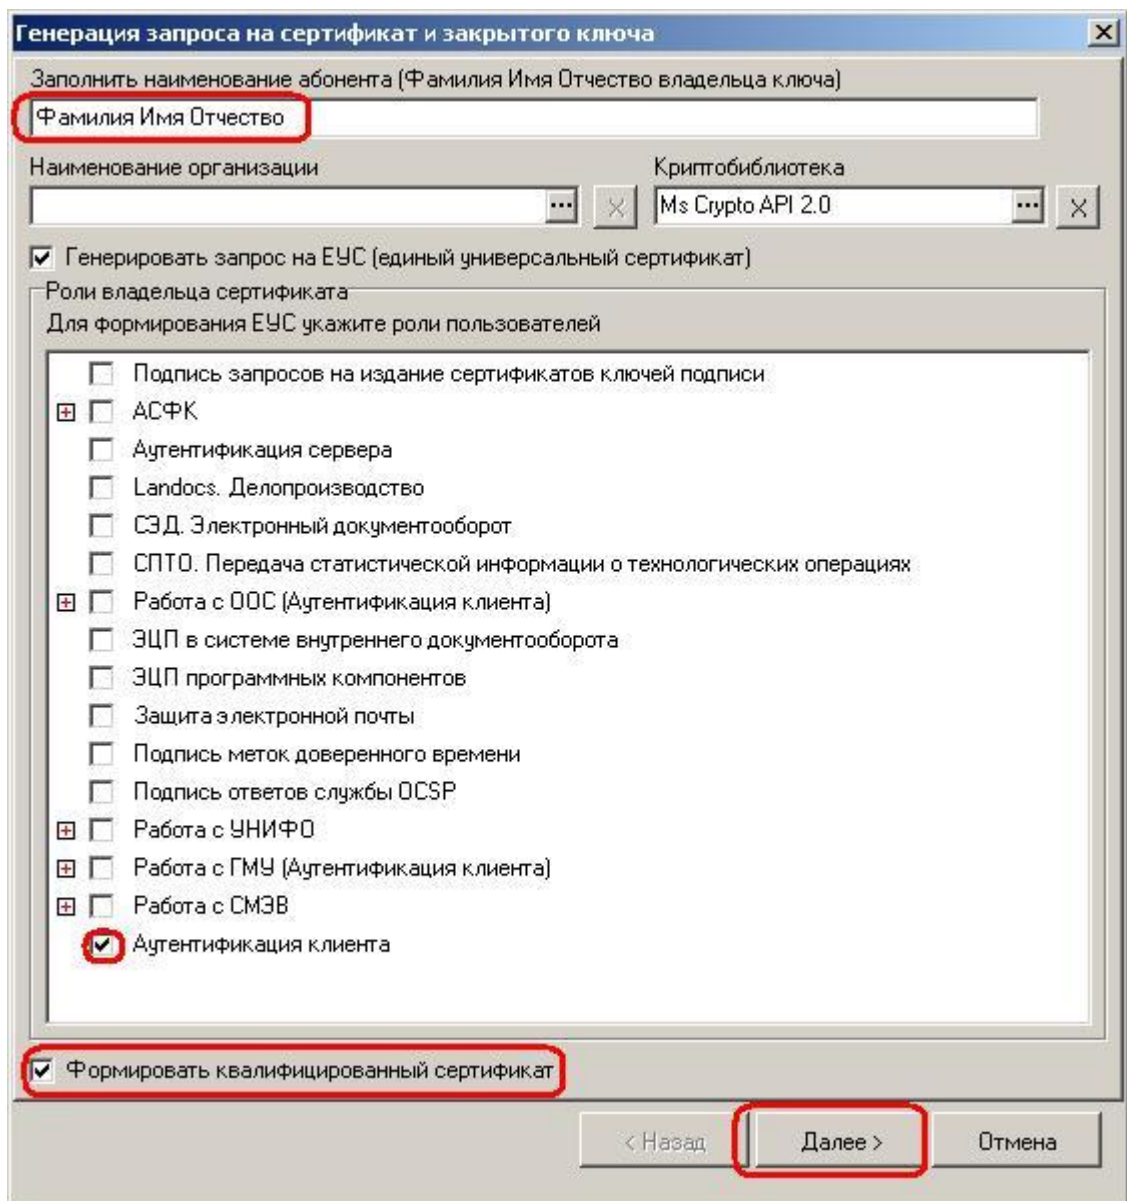 Генерация запроса на сертификат и закрытого ключа
Заполнить наименование абонента (Фамилия Имя Отчество владельца ключа)
Фамилия Имя Отчество
Наименование организации Криптобиблиотека
... X Ms Crypto API 2.0 ... X
Генерировать запрос на ЕУС (единый универсальный сертификат)
Роли владельца сертификата
Для формирования ЕУС укажите роли пользователей
Подпись запросов на издание сертификатов ключей подписи
АСФК
Аутентификация сервера
Landocs. Делопроизводство
СЭД. Электронный документооборот
СПТО. Передача статистической информации о технологических операциях
Работа с ООС (Аутентификация клиента)
ЭЦП в системе внутреннего документооборота
ЭЦП программных компонентов
Защита электронной почты
Подпись меток доверенного времени
Подпись ответов службы OCSP
Работа с УНИФО
Работа с ГМУ (Аутентификация клиента)
Работа с СМЭВ
Аутентификация клиента
Формировать квалифицированный сертификат
< Назад Далее > Отмена